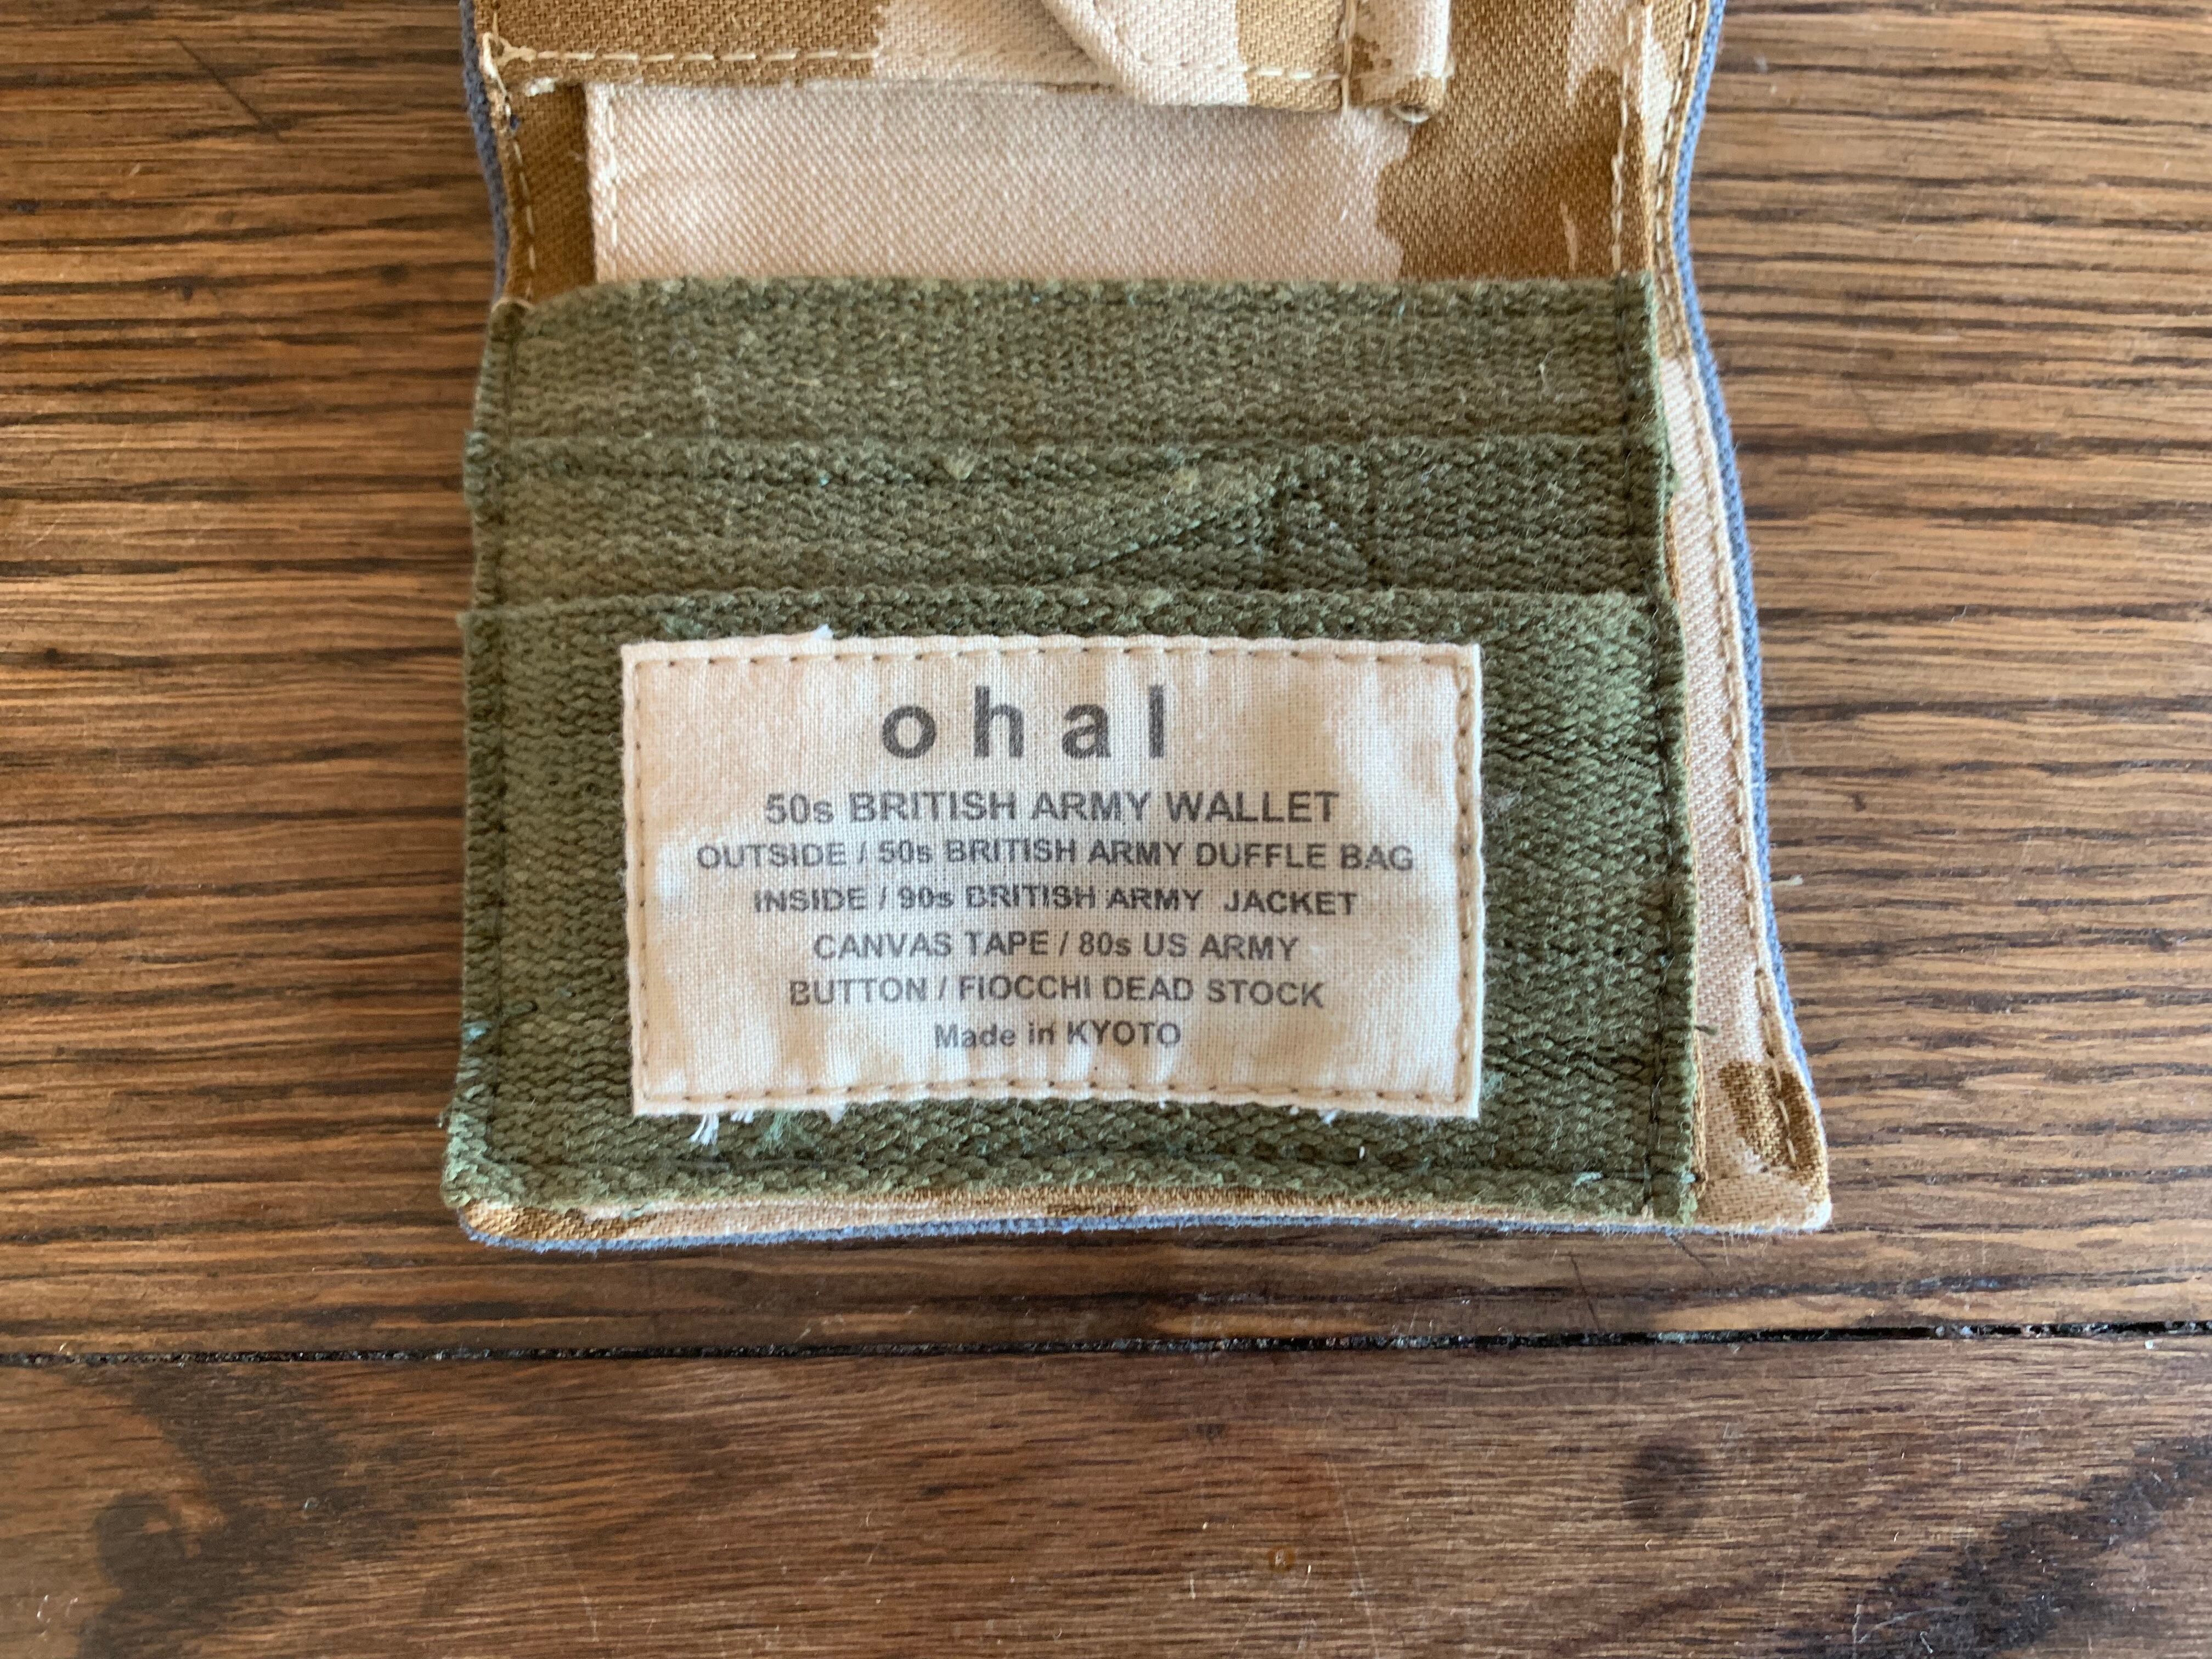 ohal
50s BRITISH ARMY WALLET
OUTSIDE / 50s BRITISH ARMY DUFFLE BAG
INSIDE / 90s BRITISH ARMY JACKET
CANVAS TAPE / 80s US ARMY
BUTTON / FIOCCHI DEAD STOCK
Made in KYOTO